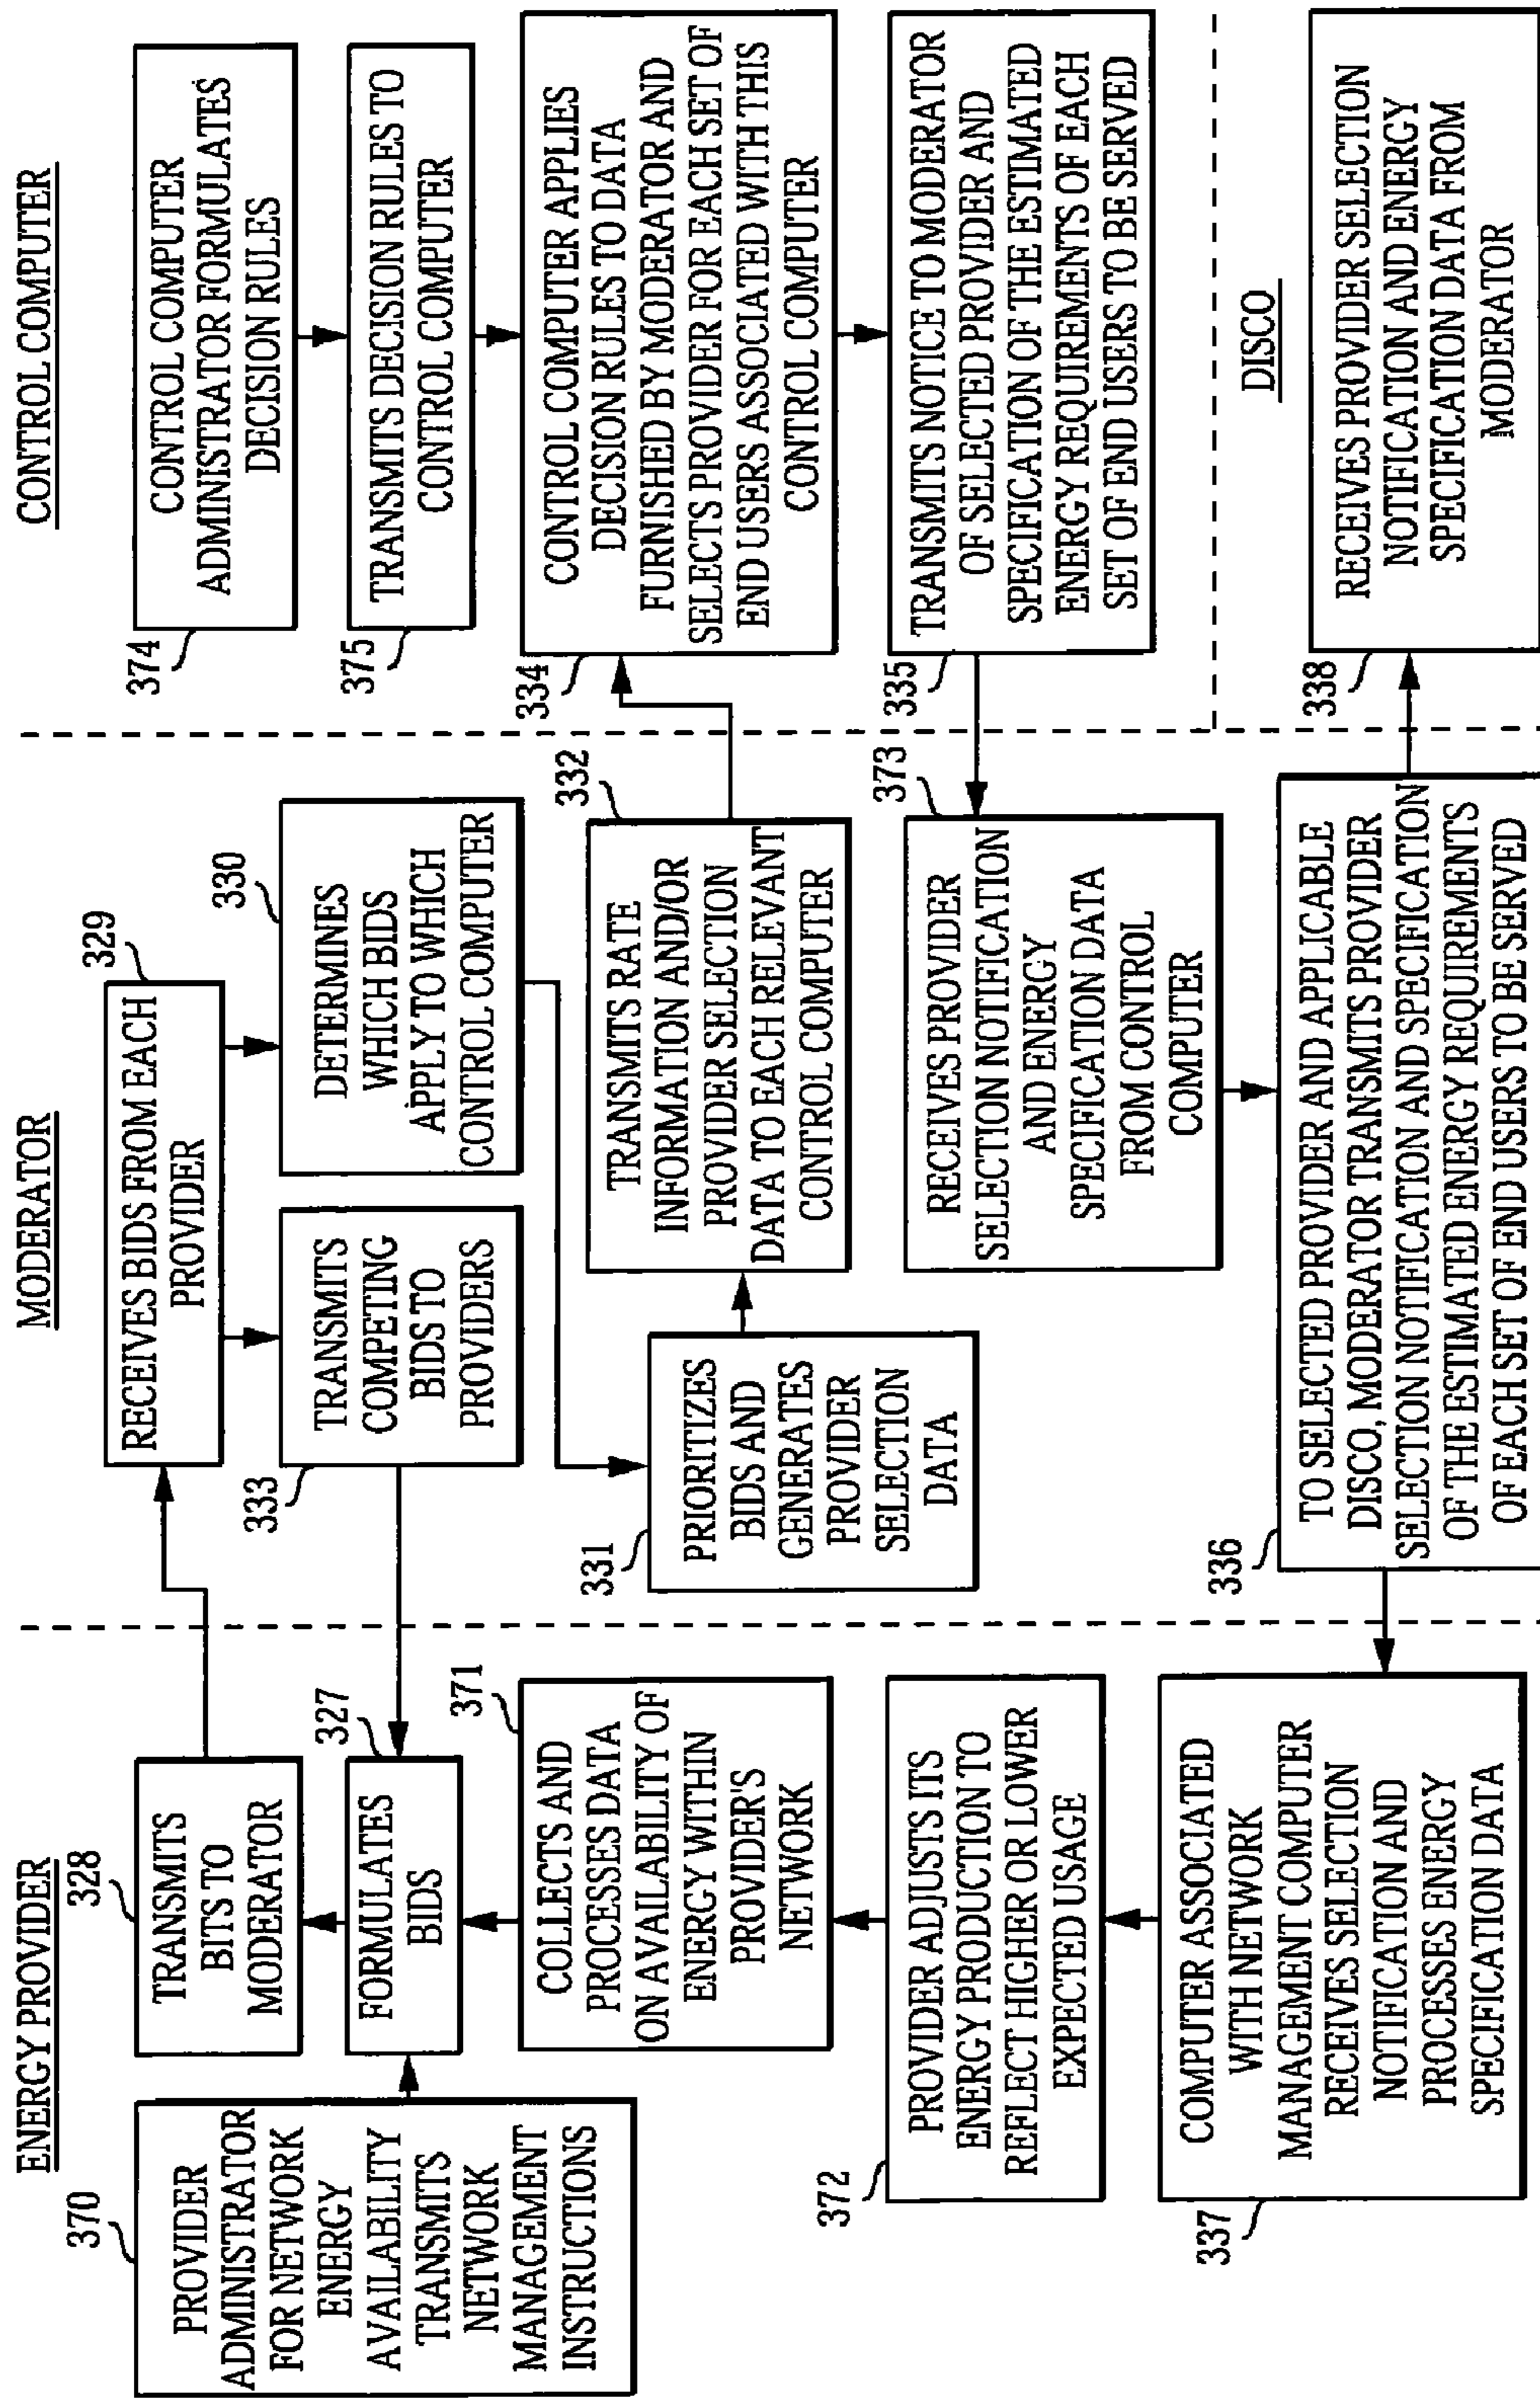 ENERGY PROVIDER
370
PROVIDER
ADMINISTRATOR
FOR NETWORK
ENERGY
AVAILABILITY
TRANSMITS
NETWORK
MANAGEMENT
INSTRUCTIONS
328
TRANSMITS
BITS TO
MODERATOR
327
FORMULATES
BIDS
371
COLLECTS AND
PROCESSES DATA
ON AVAILABILITY OF
ENERGY WITHIN
PROVIDER'S
NETWORK
372
PROVIDER ADJUSTS ITS
ENERGY PRODUCTION TO
REFLECT HIGHER OR LOWER
EXPECTED USAGE
337
COMPUTER ASSOCIATED
WITH NETWORK
MANAGEMENT COMPUTER
RECEIVES SELECTION
NOTIFICATION AND
PROCESSES ENERGY
SPECIFICATION DATA
MODERATOR
329
RECEIVES BIDS FROM EACH
PROVIDER
333
TRANSMITS
COMPETING
BIDS TO
PROVIDERS
330
DETERMINES
WHICH BIDS
APPLY TO WHICH
CONTROL COMPUTER
331
PRIORITIZES
BIDS AND
GENERATES
PROVIDER
SELECTION
DATA
332
TRANSMITS RATE
INFORMATION AND/OR
PROVIDER SELECTION
DATA TO EACH RELEVANT
CONTROL COMPUTER
373
RECEIVES PROVIDER
SELECTION NOTIFICATION
AND ENERGY
SPECIFICATION DATA
FROM CONTROL
COMPUTER
336
TO SELECTED PROVIDER AND APPLICABLE
DISCO, MODERATOR TRANSMITS PROVIDER
SELECTION NOTIFICATION AND SPECIFICATION
OF THE ESTIMATED ENERGY REQUIREMENTS
OF EACH SET OF END USERS TO BE SERVED
CONTROL COMPUTER
374
CONTROL COMPUTER
ADMINISTRATOR FORMULATES
DECISION RULES
375
TRANSMITS DECISION RULES TO
CONTROL COMPUTER
334
CONTROL COMPUTER APPLIES
DECISION RULES TO DATA
FURNISHED BY MODERATOR AND
SELECTS PROVIDER FOR EACH SET OF
END USERS ASSOCIATED WITH THIS
CONTROL COMPUTER
335
TRANSMITS NOTICE TO MODERATOR
OF SELECTED PROVIDER AND
SPECIFICATION OF THE ESTIMATED
ENERGY REQUIREMENTS OF EACH
SET OF END USERS TO BE SERVED
DISCO
338
RECEIVES PROVIDER SELECTION
NOTIFICATION AND ENERGY
SPECIFICATION DATA FROM
MODERATOR